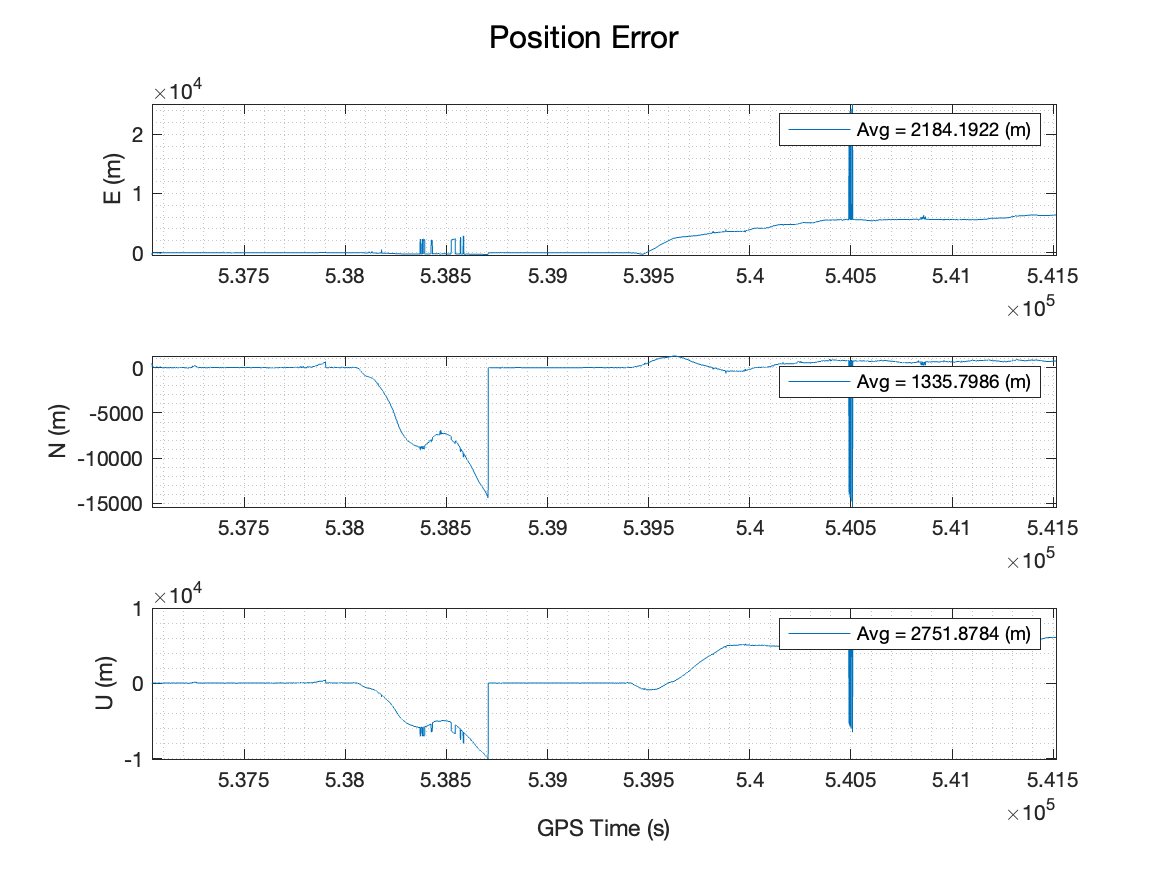 Position Error
×10^4
2
1
0
E (m)
Avg = 2184.1922 (m)
5.375 5.38 5.385 5.39 5.395 5.4 5.405 5.41 5.415
×10^5
0
-5000
-10000
-15000
N (m)
Avg = 1335.7986 (m)
5.375 5.38 5.385 5.39 5.395 5.4 5.405 5.41 5.415
×10^5
×10^4
1
0
-1
U (m)
Avg = 2751.8784 (m)
5.375 5.38 5.385 5.39 5.395 5.4 5.405 5.41 5.415
×10^5
GPS Time (s)